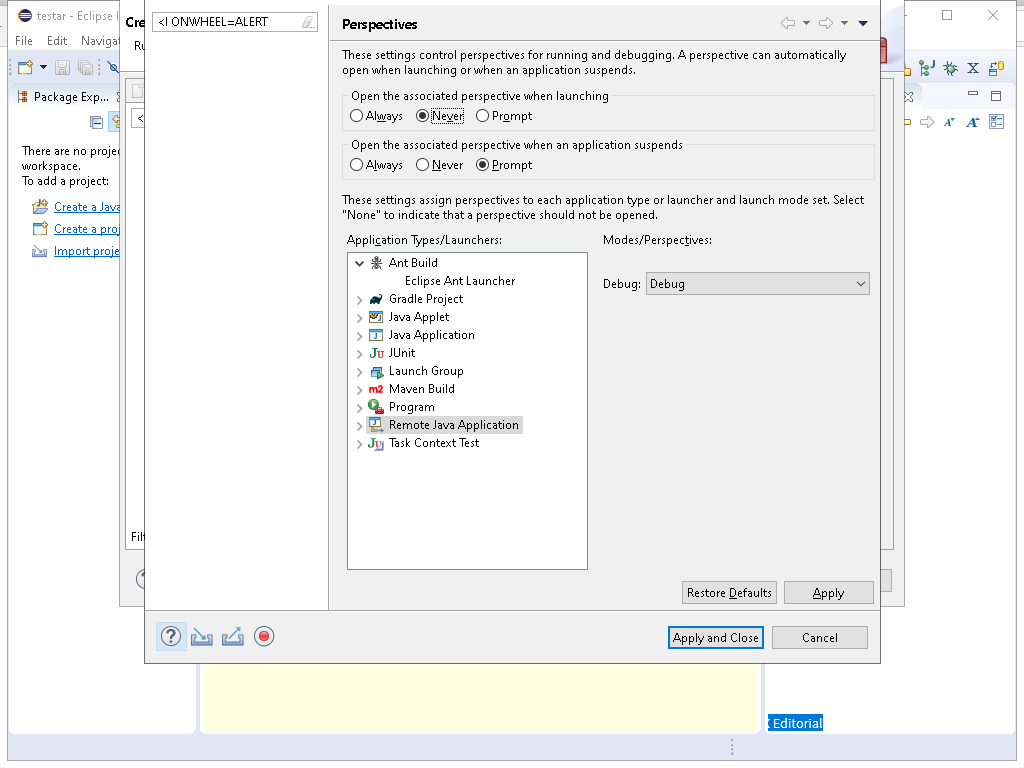 testar - Eclipse I
File Edit Navigat
Package Exp...
There are no projec
workspace.
To add a project:
Create a Java
Create a proj
Import proje
Cre
Ru
<
Filt
<I ONWHEEL=ALERT
Perspectives
These settings control perspectives for running and debugging. A perspective can automatically
open when launching or when an application suspends.
Open the associated perspective when launching
Always Never Prompt
Open the associated perspective when an application suspends
Always Never Prompt
These settings assign perspectives to each application type or launcher and launch mode set. Select
"None" to indicate that a perspective should not be opened.
Application Types/Launchers:
Modes/Perspectives:
Ant Build
Eclipse Ant Launcher
Gradle Project
Java Applet
Java Application
JUnit
Launch Group
Maven Build
Program
Remote Java Application
Task Context Test
Debug: Debug
Restore Defaults Apply
Apply and Close Cancel
Editorial